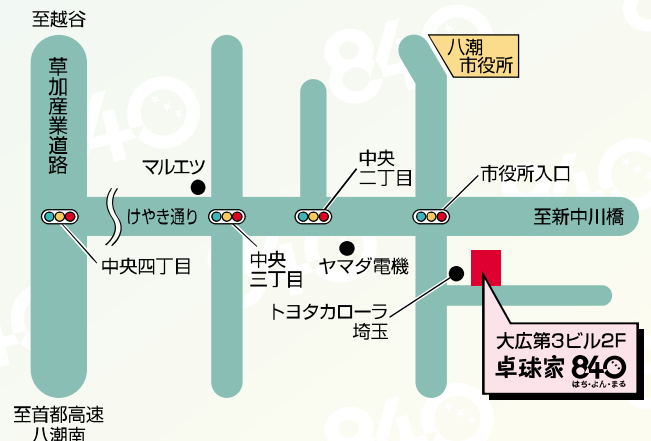 至越谷
草加産業道路
八潮
市役所
マルエツ
中央
二丁目
市役所入口
けやき通り
至新中川橋
中央四丁目
中央
三丁目
ヤマダ電機
トヨタカローラ
埼玉
大広第3ビル2F
卓球家 840
はち・よん・まる
至首都高速
八潮南
840
840
840
840